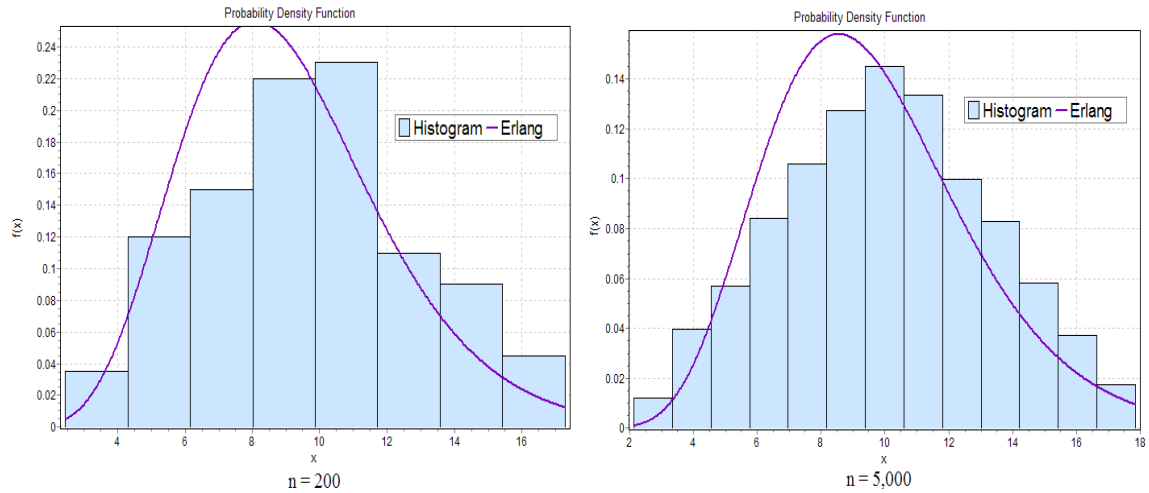 Probability Density Function
0.24
0.22
0.2
0.18
0.16
0.14
0.12
0.1
0.08
0.06
0.04
0.02
0
f(x)
Histogram Erlang
4 6 8 10 12 14 16
x
n = 200
Probability Density Function
0.14
0.12
0.1
0.08
0.06
0.04
0.02
0
f(x)
Histogram Erlang
2 4 6 8 10 12 14 16 18
x
n = 5,000